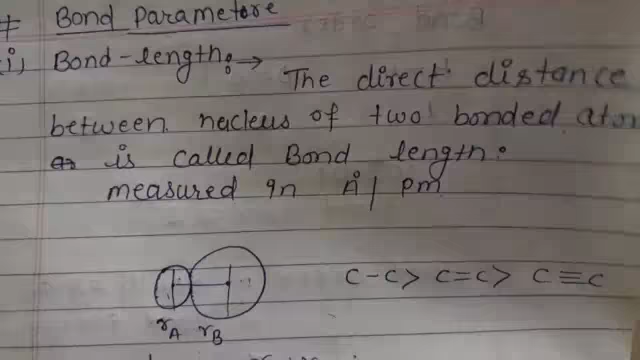 # Bond Parametore
(i) Bond-length:→ The direct distance
between nucleus of two bonded atom
is called Bond length.
measured in Å/pm
C-C> C=C> C≡C
rA rB